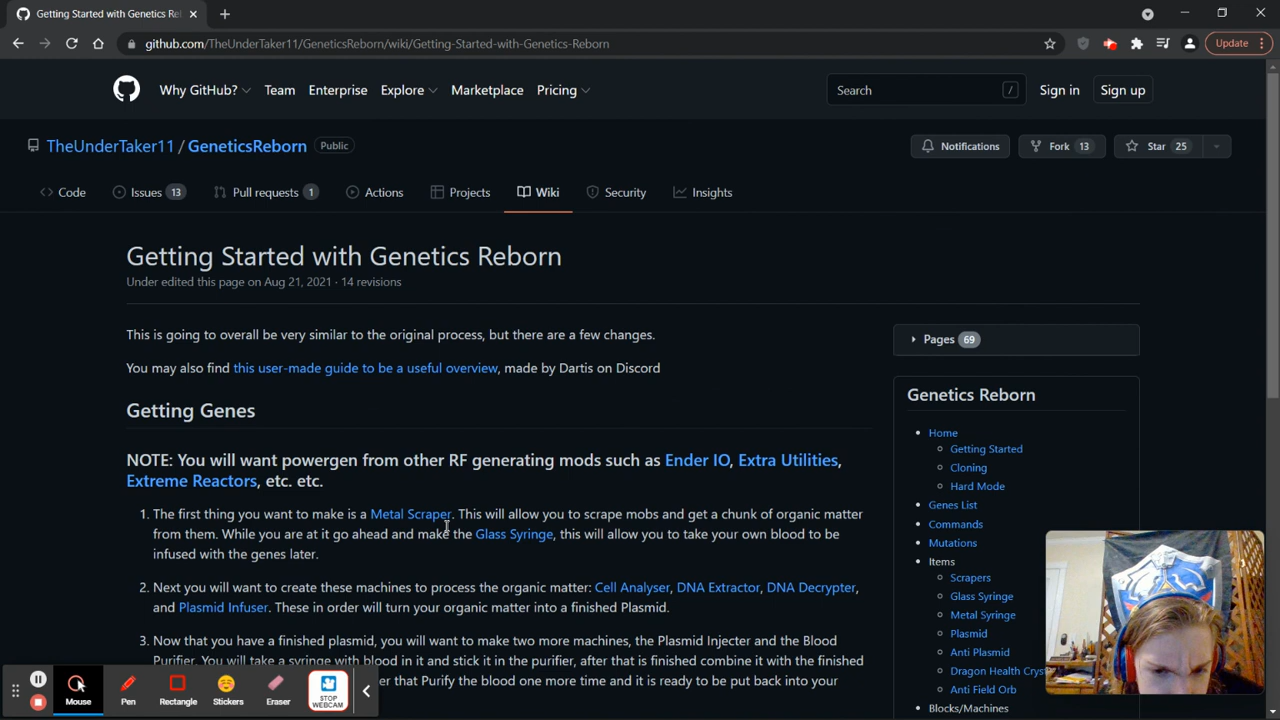 Getting Started with Genetics Re
github.com/TheUnderTaker11/GeneticsReborn/wiki/Getting-Started-with-Genetics-Reborn
Update
Why GitHub?
Team
Enterprise
Explore
Marketplace
Pricing
Search
/
Sign in
Sign up
TheUnderTaker11 / GeneticsReborn
Public
Notifications
Fork 13
Star 25
Code
Issues 13
Pull requests 1
Actions
Projects
Wiki
Security
Insights
Getting Started with Genetics Reborn
Under edited this page on Aug 21, 2021 · 14 revisions
This is going to overall be very similar to the original process, but there are a few changes.
You may also find this user-made guide to be a useful overview, made by Dartis on Discord
Getting Genes
NOTE: You will want powergen from other RF generating mods such as Ender IO, Extra Utilities,
Extreme Reactors, etc. etc.
1. The first thing you want to make is a Metal Scraper. This will allow you to scrape mobs and get a chunk of organic matter
from them. While you are at it go ahead and make the Glass Syringe, this will allow you to take your own blood to be
infused with the genes later.
2. Next you will want to create these machines to process the organic matter: Cell Analyser, DNA Extractor, DNA Decrypter,
and Plasmid Infuser. These in order will turn your organic matter into a finished Plasmid.
3. Now that you have a finished plasmid, you will want to make two more machines, the Plasmid Injecter and the Blood
Purifier. You will take a syringe with blood in it and stick it in the purifier, after that is finished combine it with the finished
er that Purify the blood one more time and it is ready to be put back into your
Pages 69
Genetics Reborn
Home
Getting Started
Cloning
Hard Mode
Genes List
Commands
Mutations
Items
Scrapers
Glass Syringe
Metal Syringe
Plasmid
Anti Plasmid
Dragon Health Cryst
Anti Field Orb
Blocks/Machines
Mouse
Pen
Rectangle
Stickers
Eraser
STOP
WEBCAM